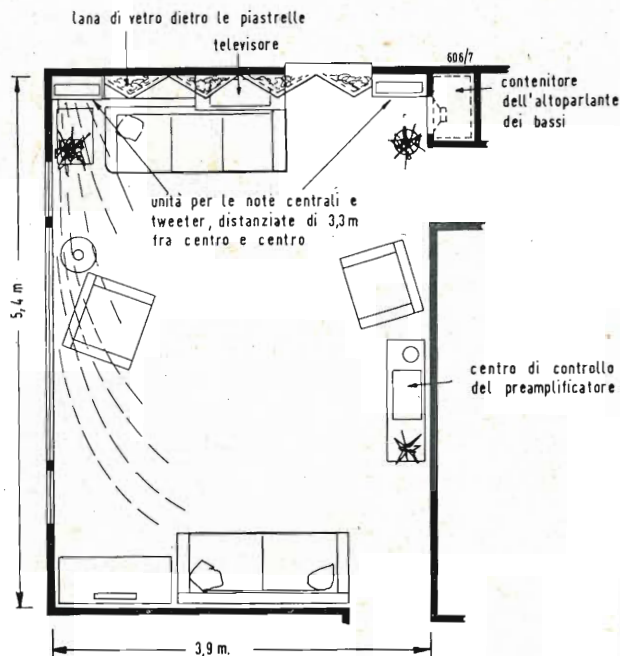 lana di vetro dietro le piastrelle
televisore
606/7
contenitore
dell'altoparlante
dei bassi
unità per le note centrali e
tweeter, distanziate di 3,3 m
fra centro e centro
5,4 m
centro di controllo
del preamplificatore
3,9 m.